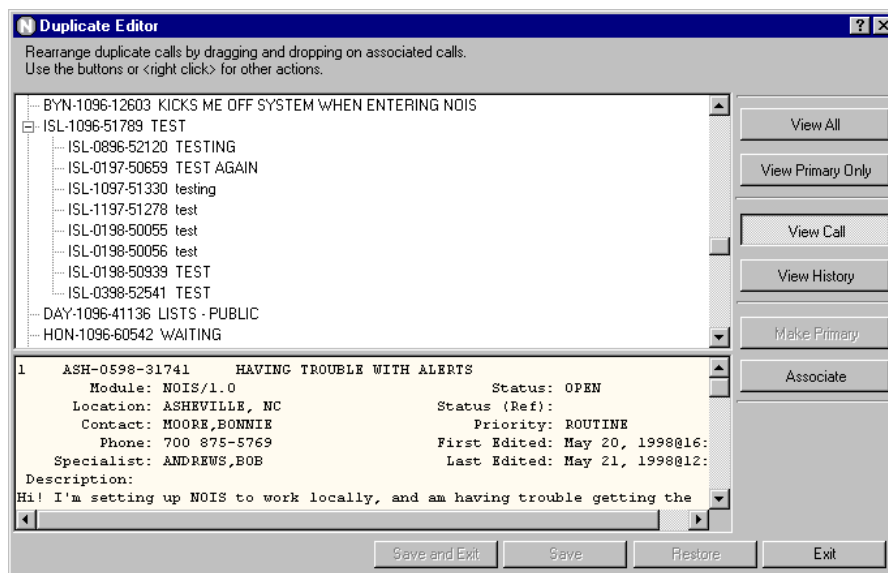 Duplicate Editor
Rearrange duplicate calls by dragging and dropping on associated calls.
Use the buttons or <right click> for other actions.
BYN-1096-12603 KICKS ME OFF SYSTEM WHEN ENTERING NOIS
ISL-1096-51789 TEST
ISL-0896-52120 TESTING
ISL-0197-50659 TEST AGAIN
ISL-1097-51330 testing
ISL-1197-51278 test
ISL-0198-50055 test
ISL-0198-50056 test
ISL-0198-50939 TEST
ISL-0398-52541 TEST
DAY-1096-41136 LISTS - PUBLIC
HON-1096-60542 WAITING
View All
View Primary Only
View Call
View History
Make Primary
Associate
1 ASH-0598-31741 HAVING TROUBLE WITH ALERTS
Module: NOIS/1.0 Status: OPEN
Location: ASHEVILLE, NC Status (Ref):
Contact: MOORE,BONNIE Priority: ROUTINE
Phone: 700 875-5769 First Edited: May 20, 1998@16:
Specialist: ANDREWS,BOB Last Edited: May 21, 1998@12:
Description:
Hi! I'm setting up NOIS to work locally, and am having trouble getting the
Save and Exit Save Restore Exit